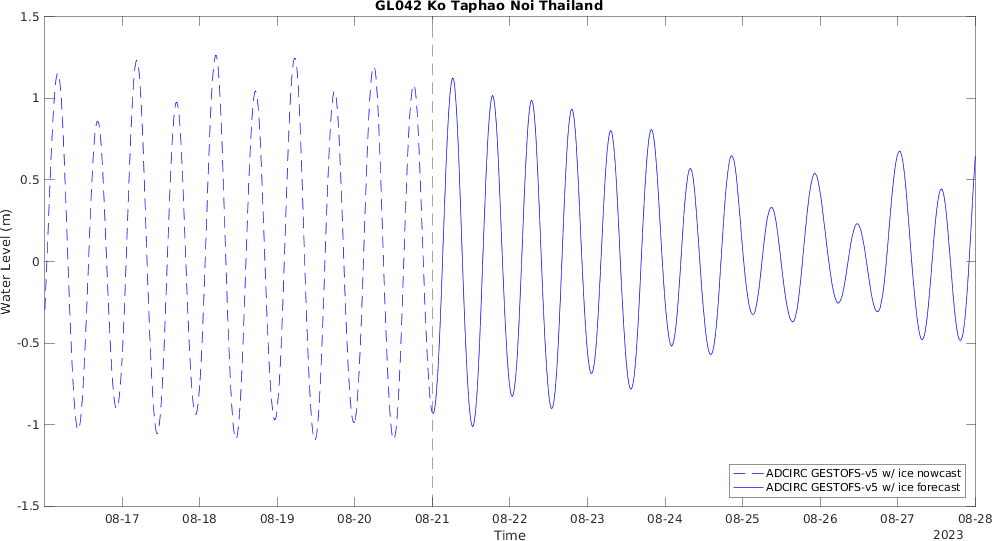 GL042 Ko Taphao Noi Thailand
1.5
1
0.5
0
-0.5
-1
-1.5
Water Level (m)
ADCIRC GESTOFS-v5 w/ ice nowcast
ADCIRC GESTOFS-v5 w/ ice forecast
08-17 08-18 08-19 08-20 08-21 08-22 08-23 08-24 08-25 08-26 08-27 08-28
Time
2023